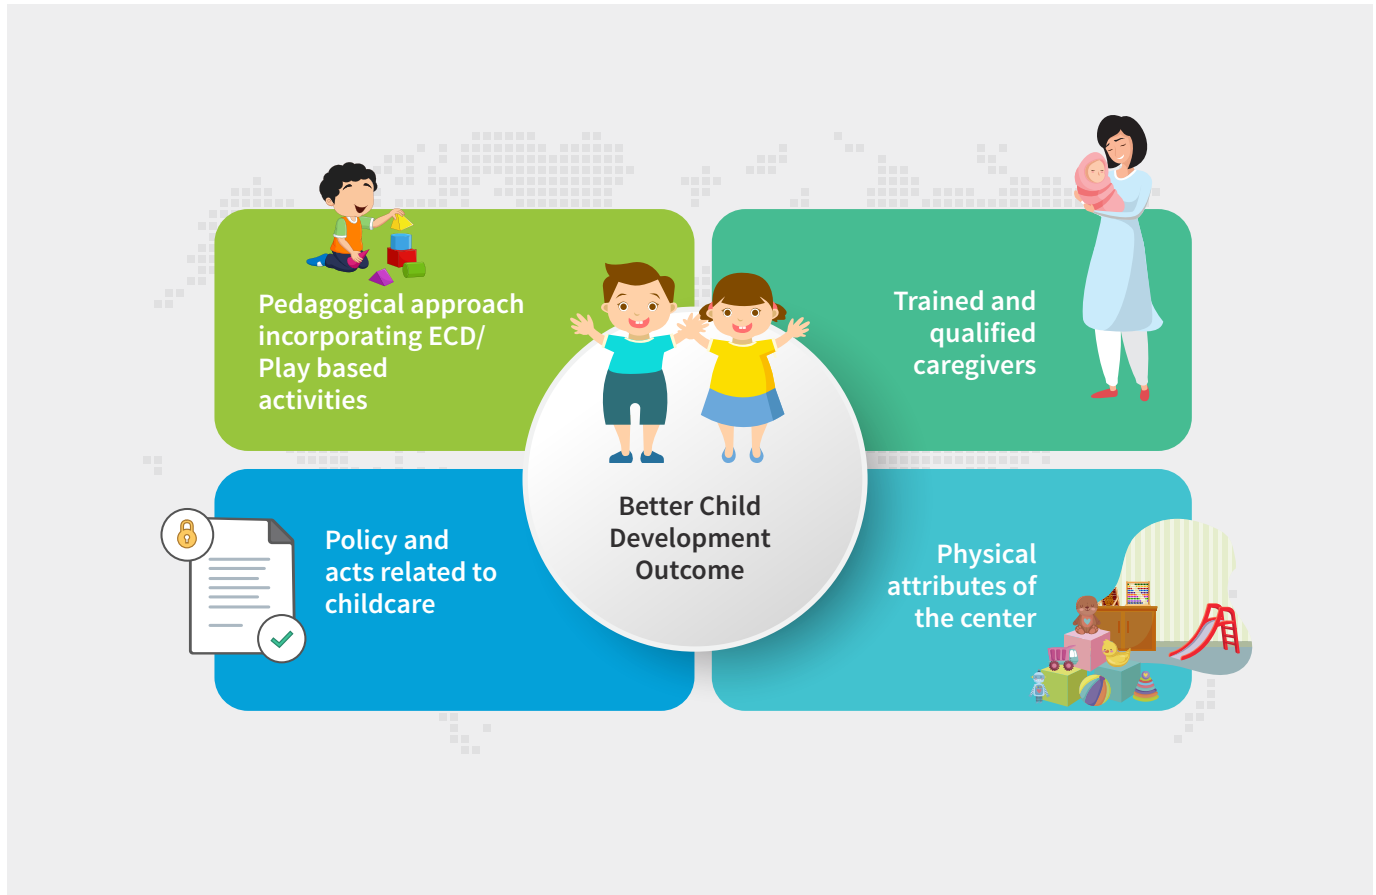 Pedagogical approach
incorporating ECD/
Play based
activities
Trained and
qualified
caregivers
Better Child
Development
Outcome
Policy and
acts related to
childcare
Physical
attributes of
the center